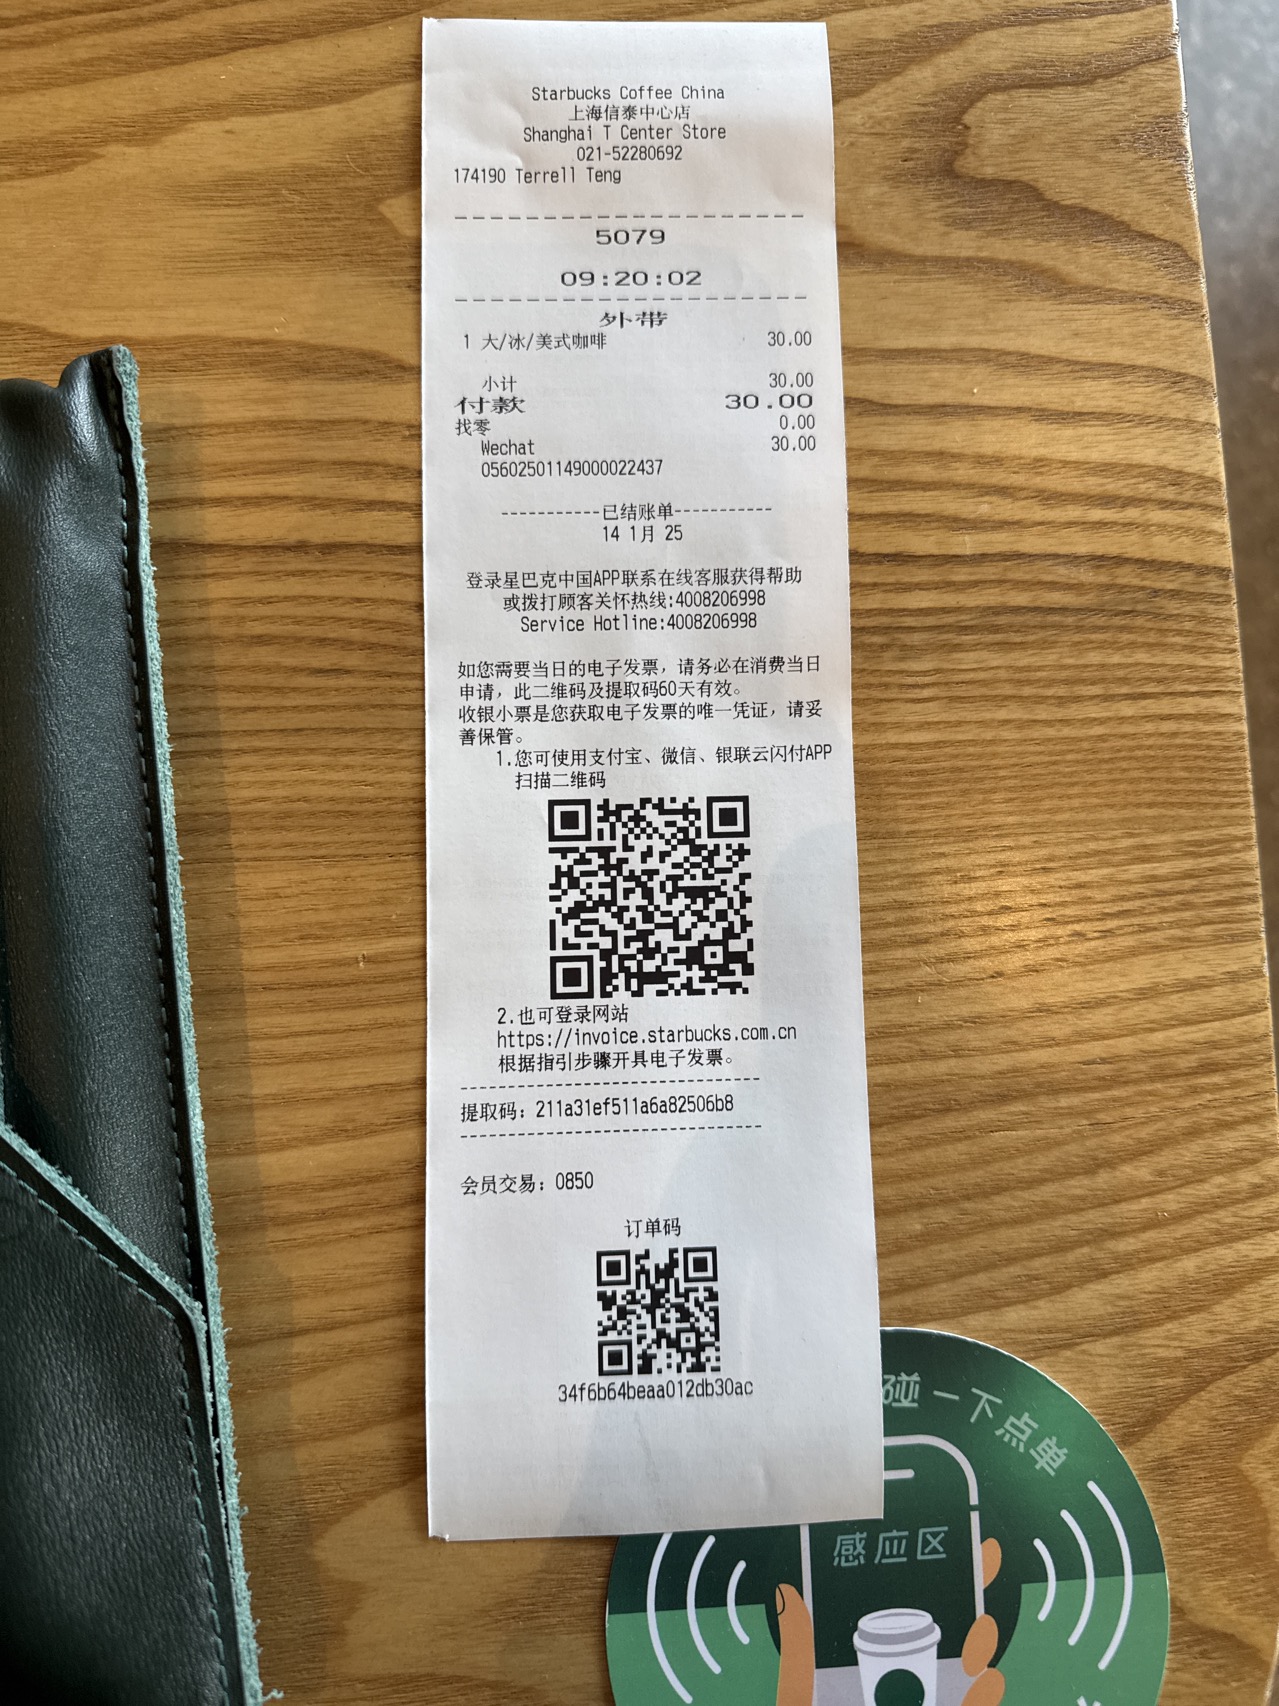 Starbucks Coffee China
上海信泰中心店
Shanghai T Center Store
021-52280692
174190 Terrell Teng
5079
09:20:02
外带
1 大/冰/美式咖啡 30.00
小计 30.00
付款 30.00
找零 0.00
Wechat 30.00
05602501149000022437
-----------已结账单-----------
14 1月 25
登录星巴克中国APP联系在线客服获得帮助
或拨打顾客关怀热线:4008206998
Service Hotline:4008206998
如您需要当日的电子发票，请务必在消费当日
申请，此二维码及提取码60天有效。
收银小票是您获取电子发票的唯一凭证，请妥
善保管。
1.您可使用支付宝、微信、银联云闪付APP
扫描二维码
2.也可登录网站
https://invoice.starbucks.com.cn
根据指引步骤开具电子发票。
提取码：211a31ef511a6a82506b8
会员交易：0850
订单码
34f6b64beaa012db30ac
碰一下点单
感应区